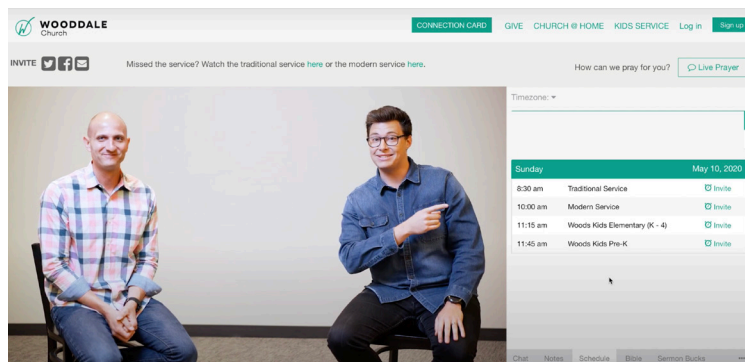 WOODDALE
Church
CONNECTION CARD
GIVE
CHURCH @ HOME
KIDS SERVICE
Log in
Sign up
INVITE
Missed the service? Watch the traditional service here or the modern service here.
How can we pray for you?
Live Prayer
Timezone:
Sunday May 10, 2020
8:30 am Traditional Service Invite
10:00 am Modern Service Invite
11:15 am Woods Kids Elementary (K - 4) Invite
11:45 am Woods Kids Pre-K Invite
Chat Notes Schedule Bible Sermon Bucks